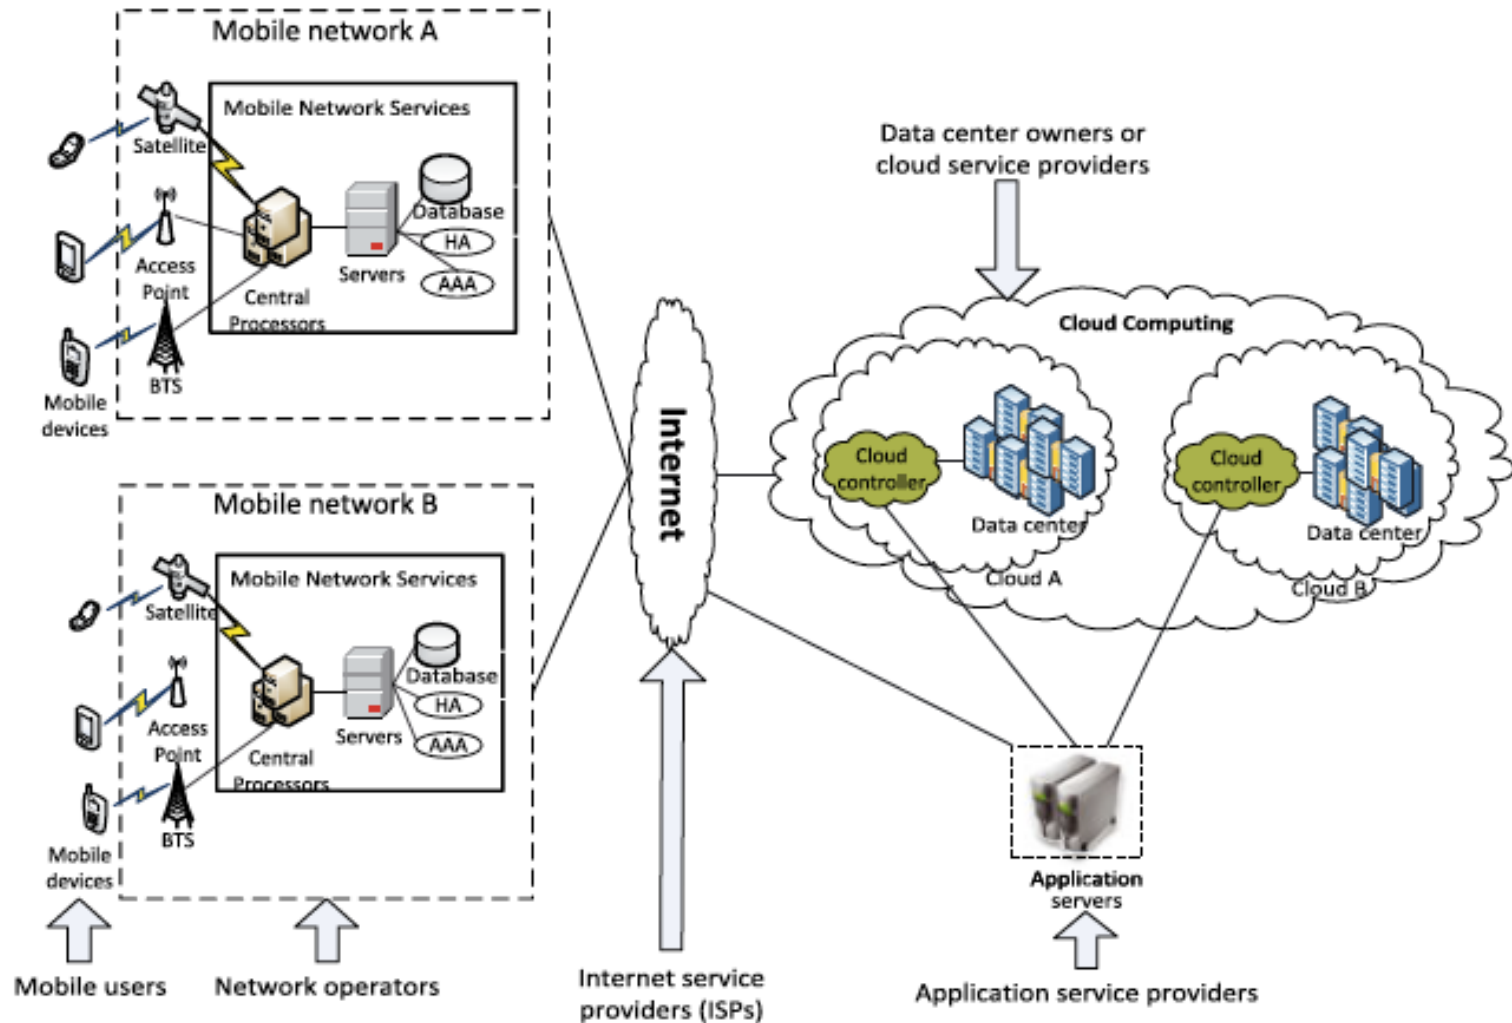 Mobile network A
Mobile Network Services
Satellite
Database
HA
AAA
Access
Point
Servers
Central
Processors
BTS
Mobile
devices
Mobile network B
Mobile Network Services
Satellite
Database
HA
AAA
Access
Point
Servers
Central
Processors
BTS
Mobile
devices
Mobile users
Network operators
Internet
Internet service
providers (ISPs)
Data center owners or
cloud service providers
Cloud Computing
Cloud
controller
Data center
Cloud A
Cloud
controller
Data center
Cloud B
Application
servers
Application service providers